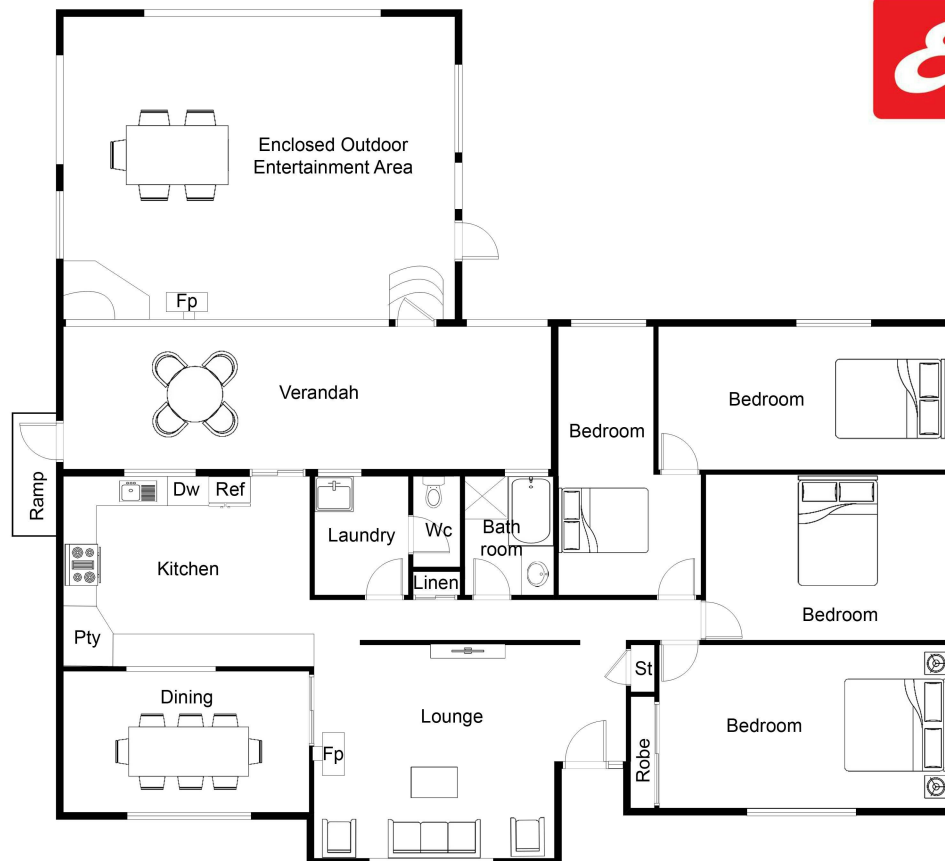 Enclosed Outdoor
Entertainment Area
Fp
Verandah
Bedroom
Bedroom
Ramp
Dw
Ref
Laundry
Wc
Bath
room
Kitchen
Linen
Bedroom
Pty
St
Dining
Lounge
Bedroom
Fp
Robe